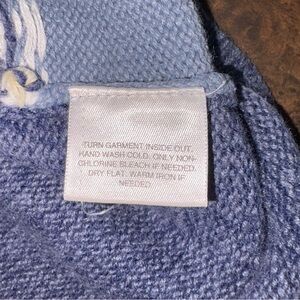 TURN GARMENT INSIDE OUT,
HAND WASH COLD. ONLY NON-
CHLORINE BLEACH IF NEEDED.
DRY FLAT. WARM IRON IF
NEEDED.